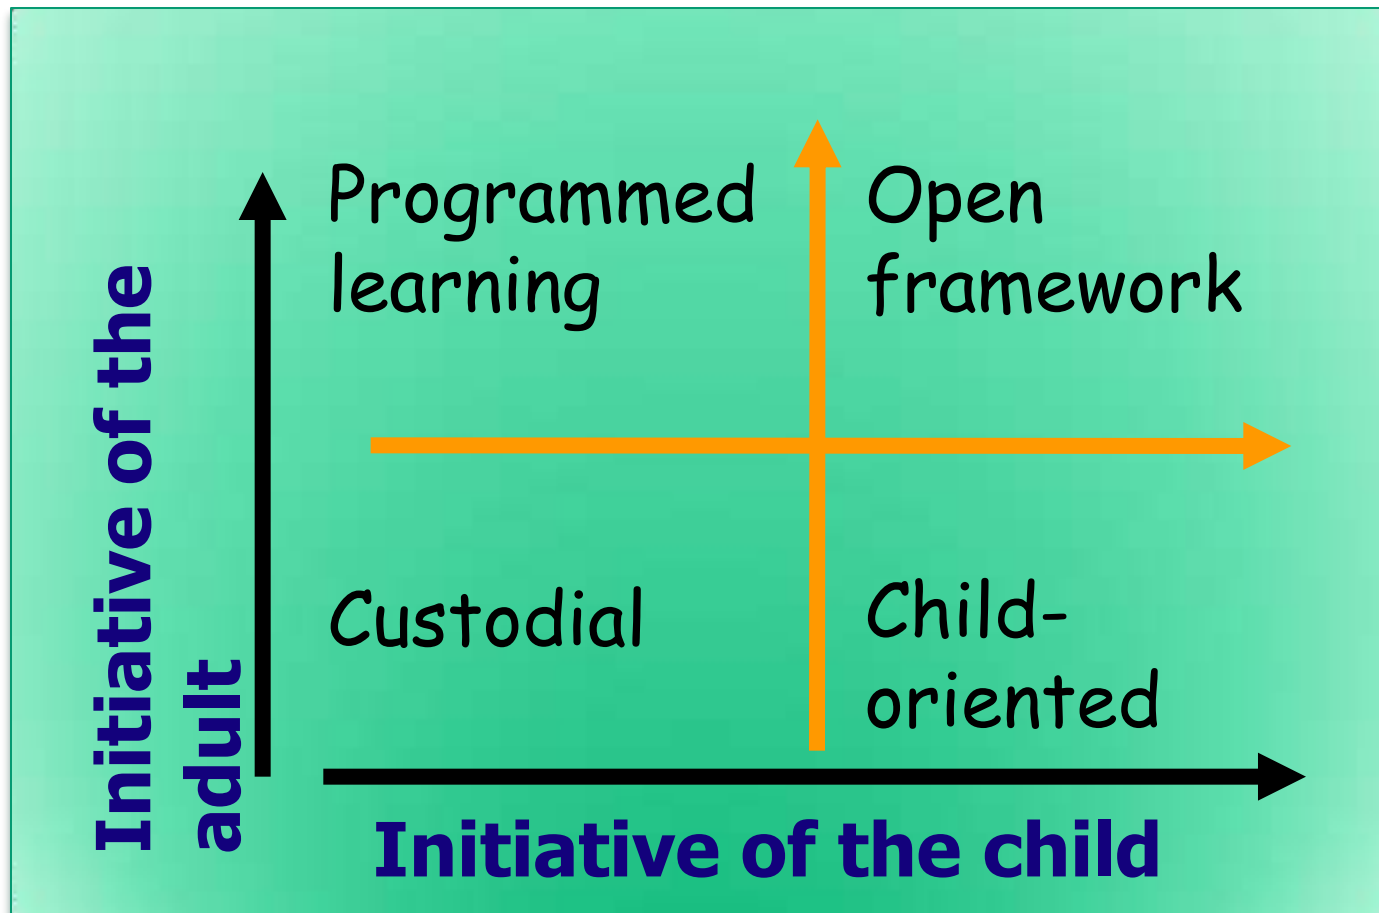 Programmed
learning
Open
framework
Initiative of the
adult
Custodial
Child-
oriented
Initiative of the child